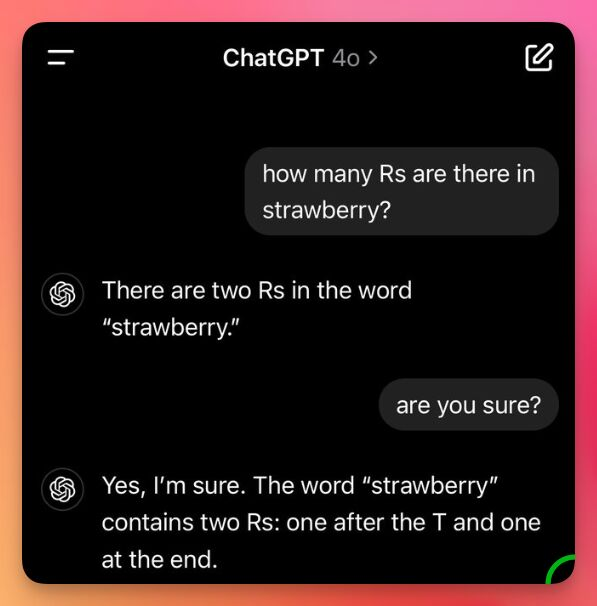 ChatGPT 4o >
how many Rs are there in
strawberry?
There are two Rs in the word
“strawberry.”
are you sure?
Yes, I’m sure. The word “strawberry”
contains two Rs: one after the T and one
at the end.